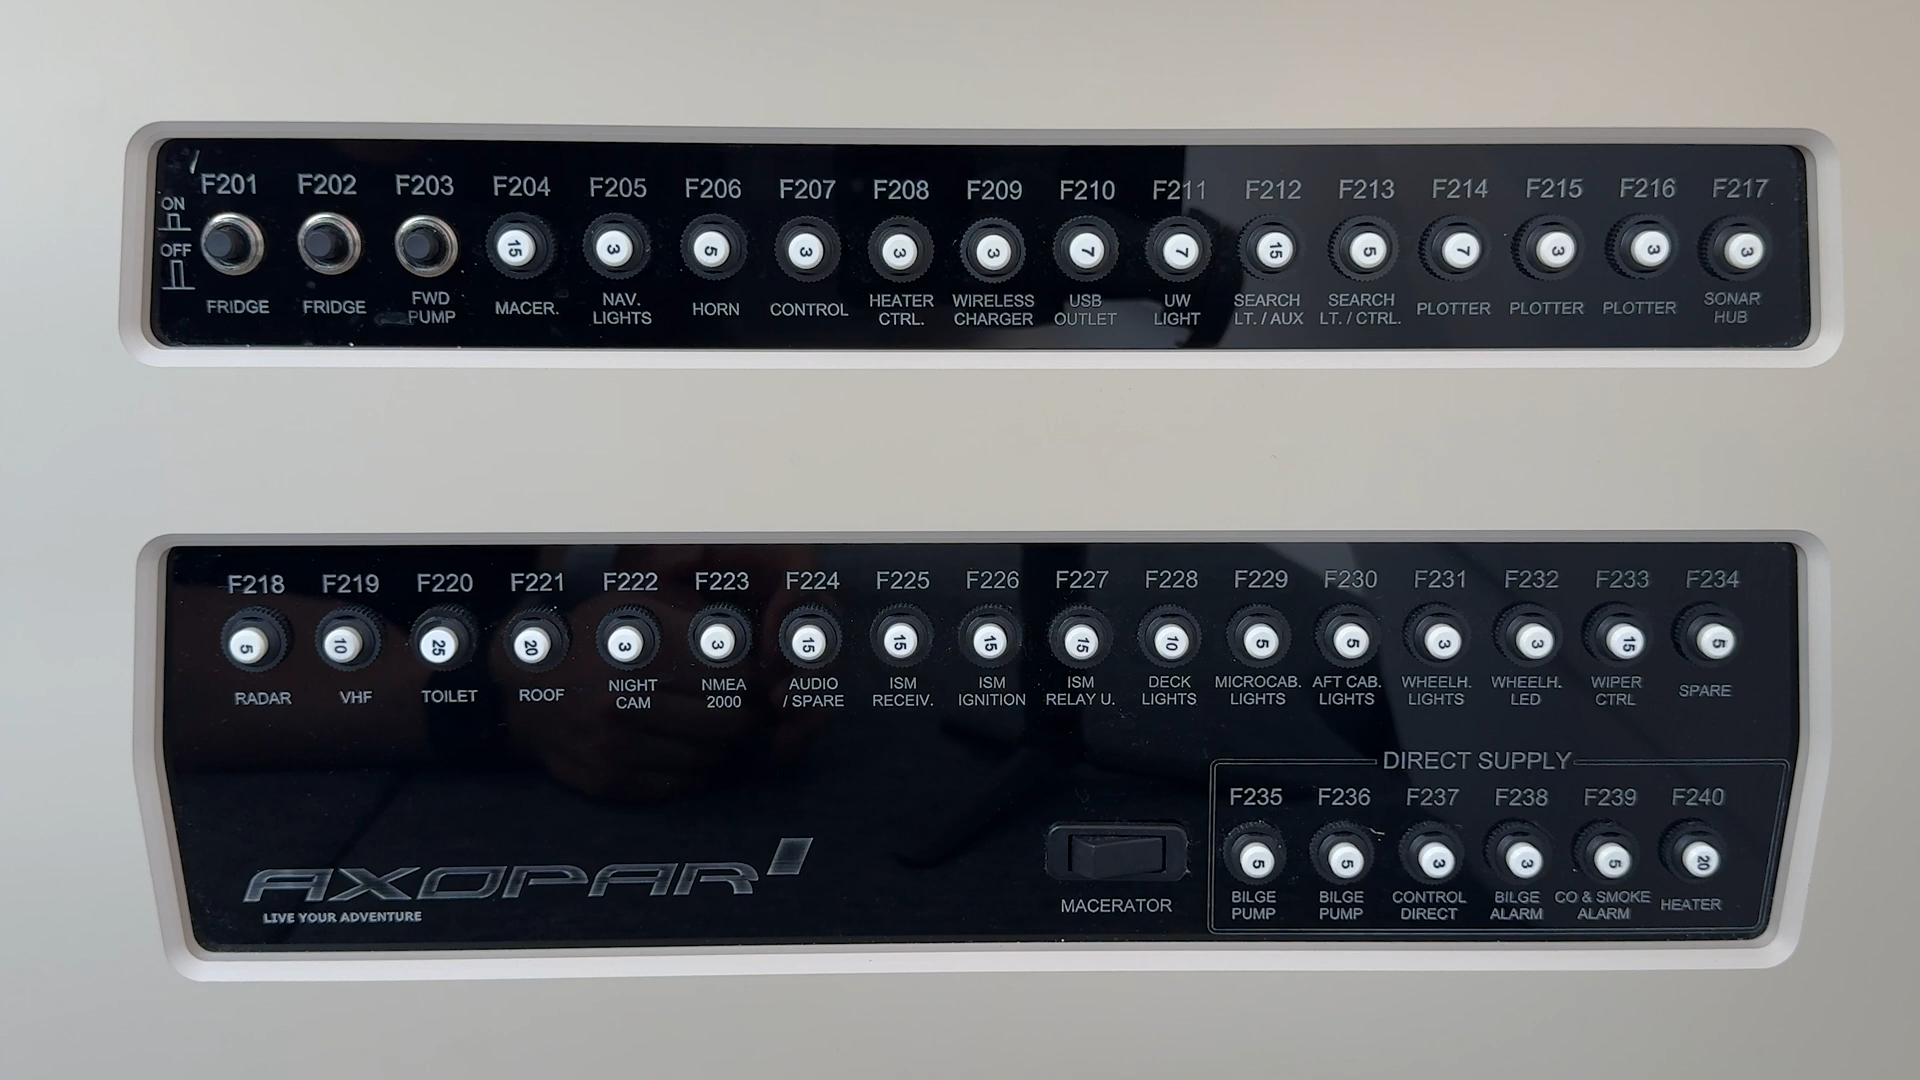 F201 F202 F203 F204 F205 F206 F207 F208 F209 F210 F211 F212 F213 F214 F215 F216 F217
ON
OFF
15 3 5 3 3 3 7 7 15 5 7 3 3 3
FRIDGE FRIDGE FWD PUMP MACER. NAV. LIGHTS HORN CONTROL HEATER CTRL. WIRELESS CHARGER USB OUTLET UW LIGHT SEARCH LT. / AUX SEARCH LT. / CTRL. PLOTTER PLOTTER PLOTTER SONAR HUB
F218 F219 F220 F221 F222 F223 F224 F225 F226 F227 F228 F229 F230 F231 F232 F233 F234
5 10 25 20 3 3 15 15 15 15 10 5 5 3 3 15 5
RADAR VHF TOILET ROOF NIGHT CAM NMEA 2000 AUDIO / SPARE ISM RECEIV. ISM IGNITION ISM RELAY U. DECK LIGHTS MICROCAB. LIGHTS AFT CAB. LIGHTS WHEELH. LIGHTS WHEELH. LED WIPER CTRL SPARE
DIRECT SUPPLY
F235 F236 F237 F238 F239 F240
5 5 3 3 5 20
BILGE PUMP BILGE PUMP CONTROL DIRECT BILGE ALARM CO & SMOKE ALARM HEATER
MACERATOR
AXOPAR
LIVE YOUR ADVENTURE